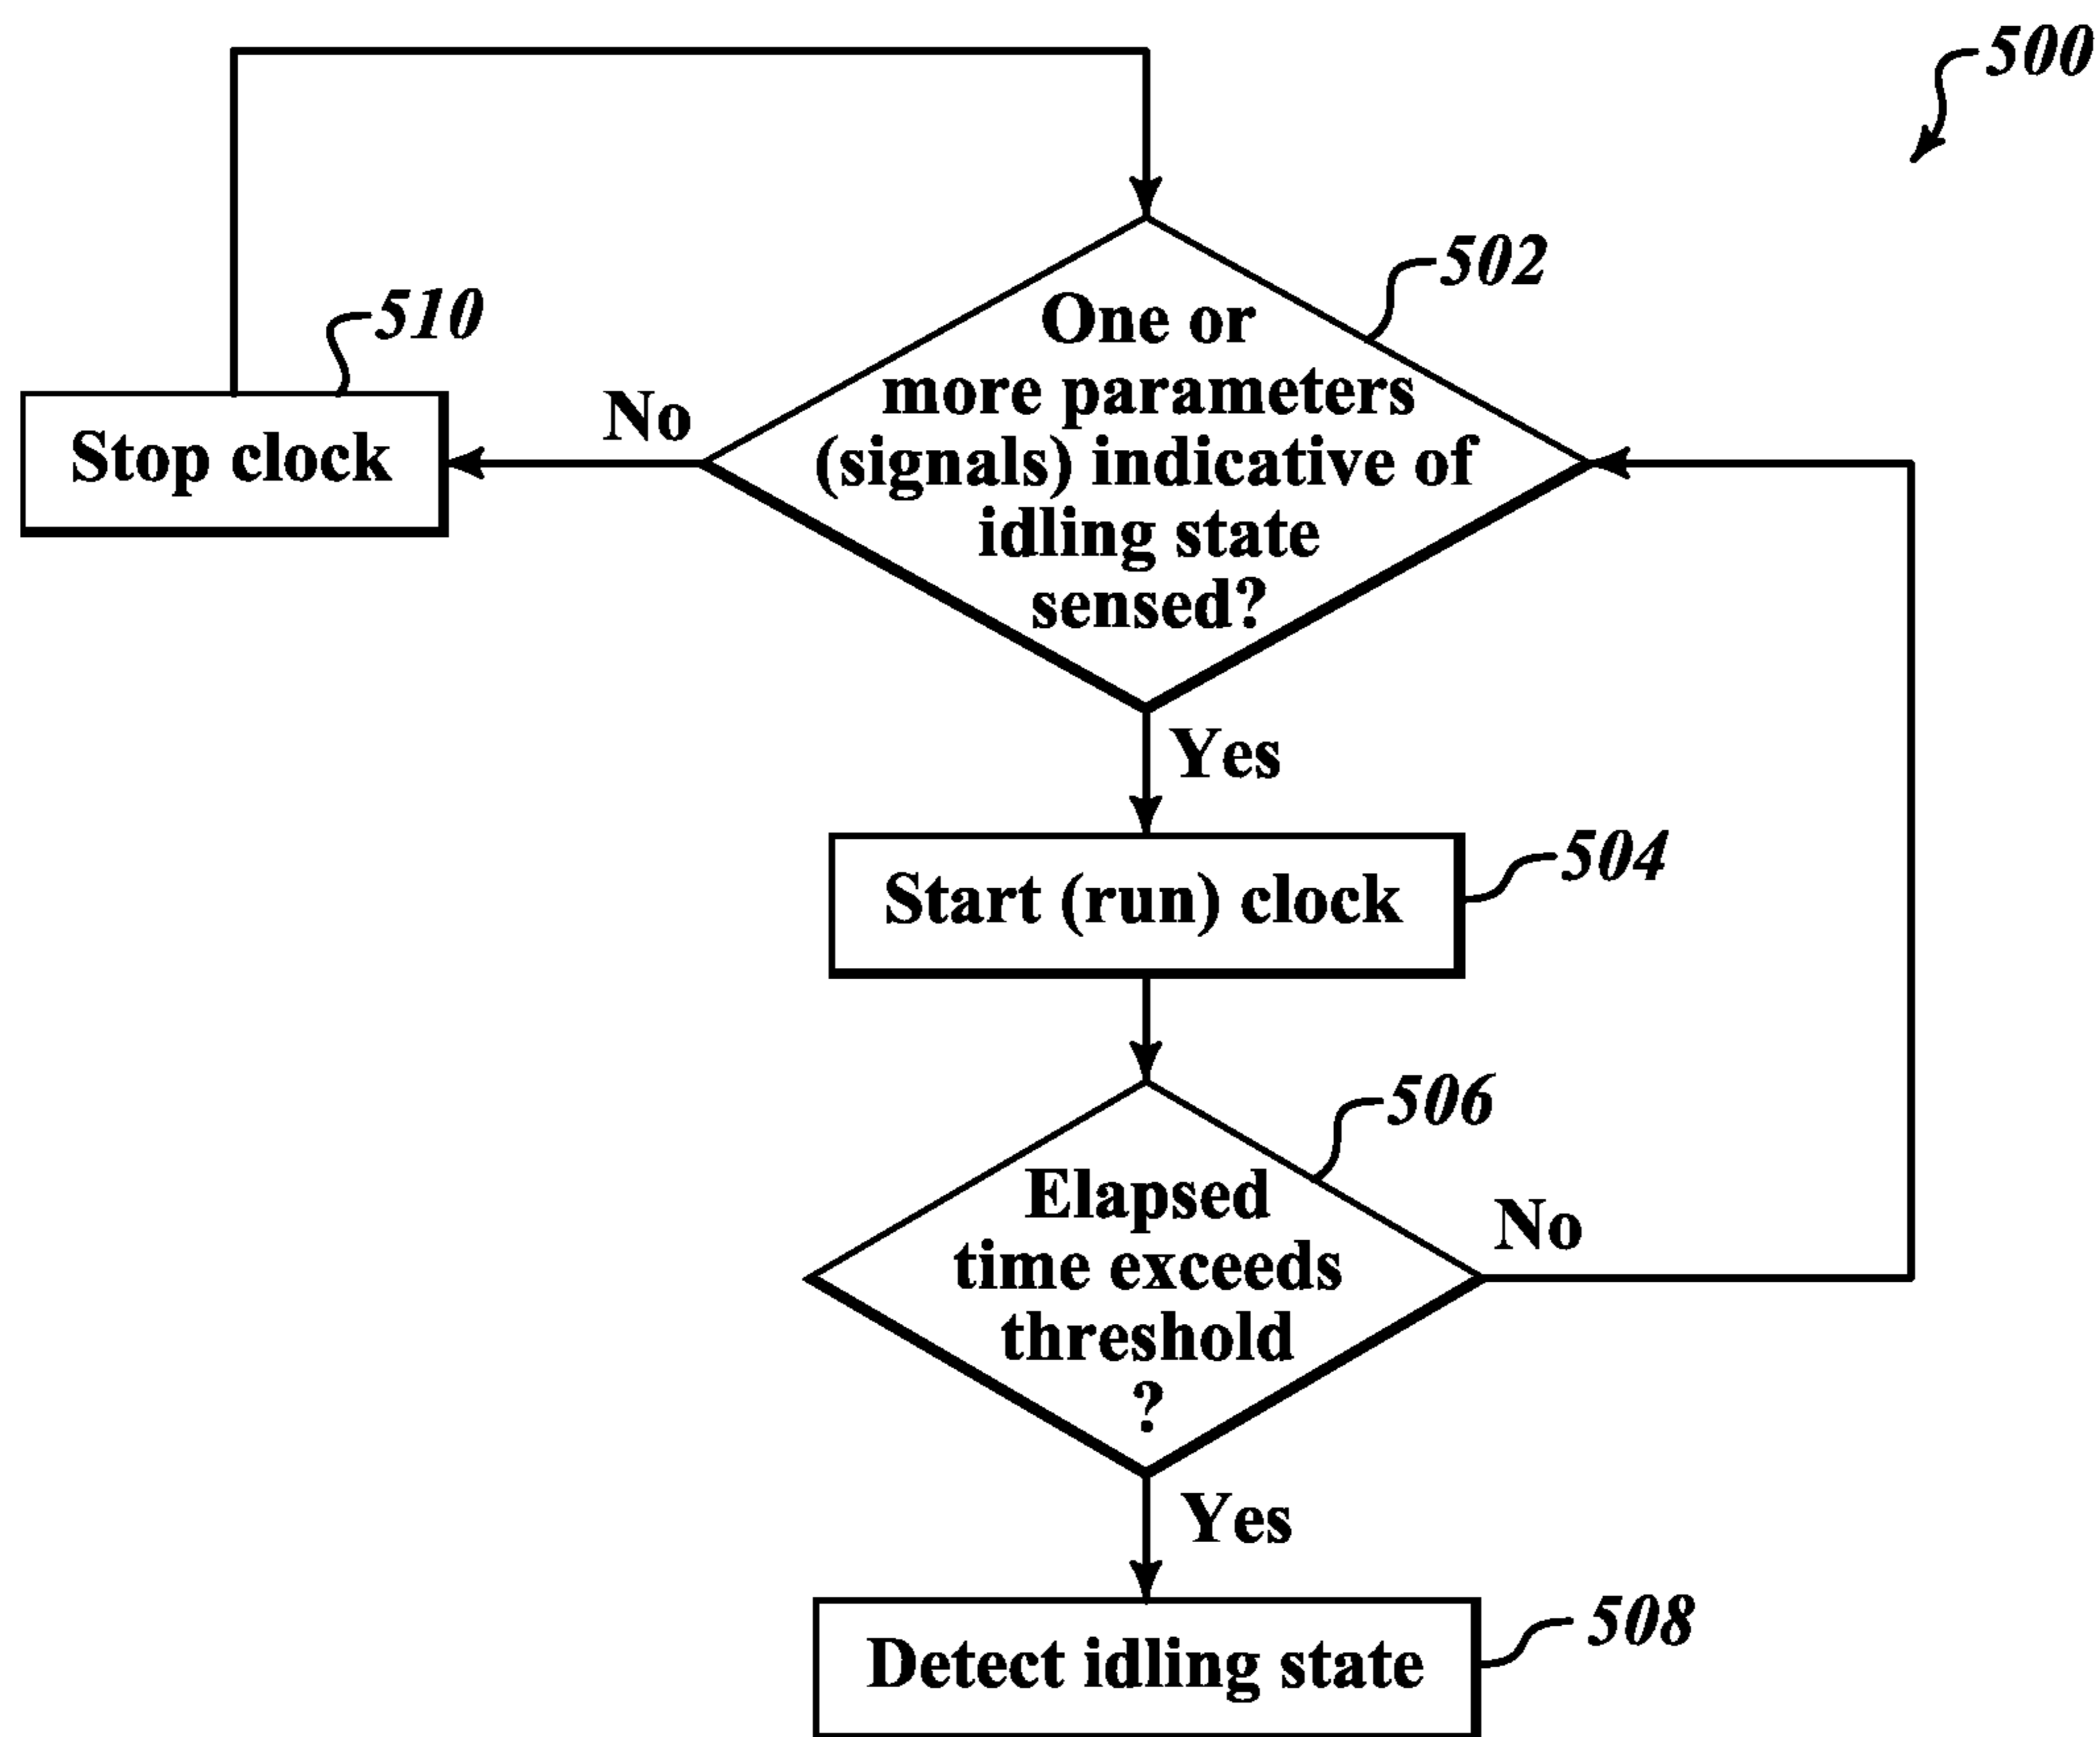 500
502
One or
more parameters
(signals) indicative of
idling state
sensed?
510
Stop clock
No
Yes
504
Start (run) clock
506
Elapsed
time exceeds
threshold
?
No
Yes
508
Detect idling state